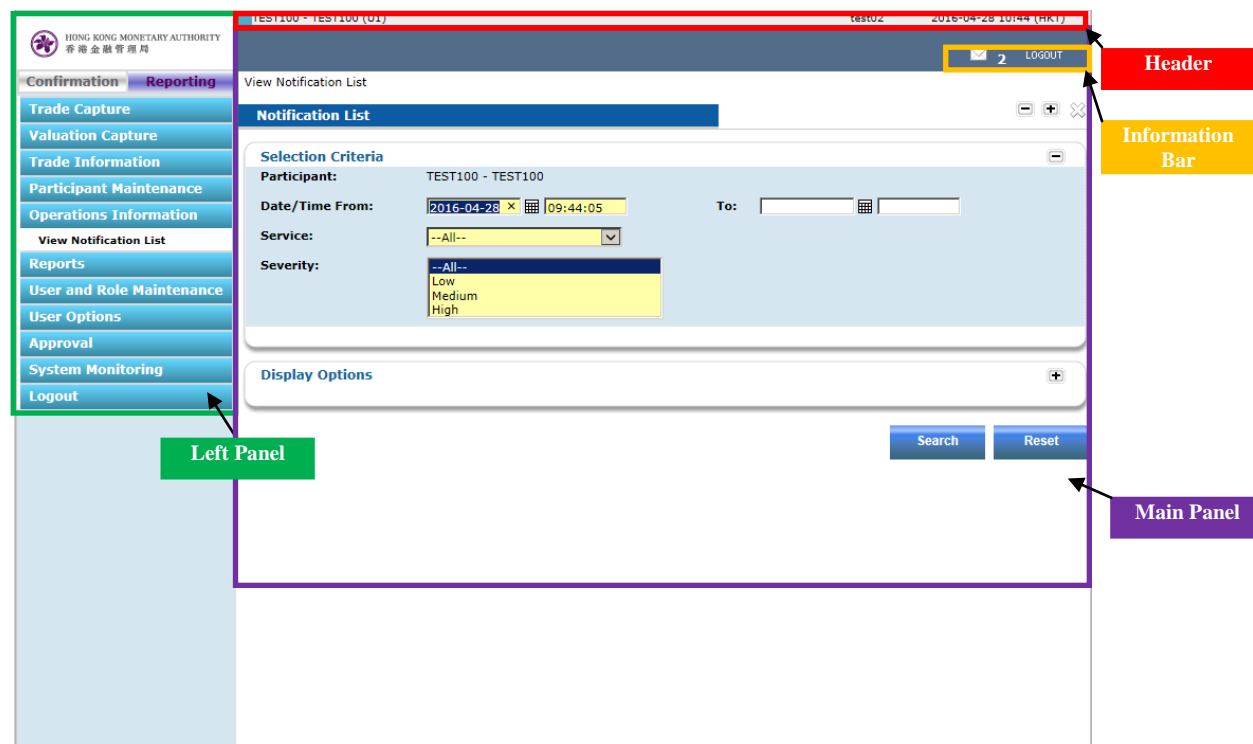 TEST100 - TEST100 (01) test02 2016-04-28 10:44 (HKT)
HONG KONG MONETARY AUTHORITY
香港金融管理局
2 LOGOUT
Header
Confirmation Reporting
View Notification List
Trade Capture
Notification List
Valuation Capture
Information
Bar
Trade Information
Selection Criteria
Participant: TEST100 - TEST100
Participant Maintenance
Date/Time From: 2016-04-28 × 09:44:05 To:
Operations Information
Service: --All--
View Notification List
Reports
Severity: --All--
Low
Medium
High
User and Role Maintenance
User Options
Approval
System Monitoring
Display Options
Logout
Search Reset
Left Panel
Main Panel